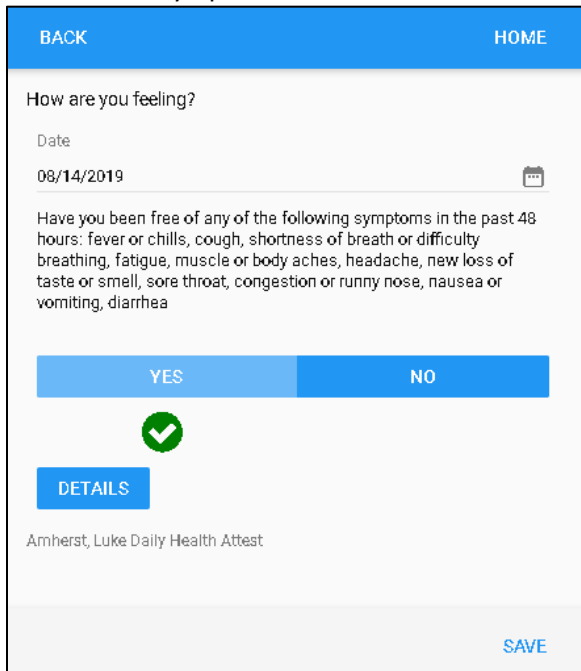 BACK HOME
How are you feeling?
Date
08/14/2019
Have you been free of any of the following symptoms in the past 48
hours: fever or chills, cough, shortness of breath or difficulty
breathing, fatigue, muscle or body aches, headache, new loss of
taste or smell, sore throat, congestion or runny nose, nausea or
vomiting, diarrhea
YES NO
DETAILS
Amherst, Luke Daily Health Attest
SAVE